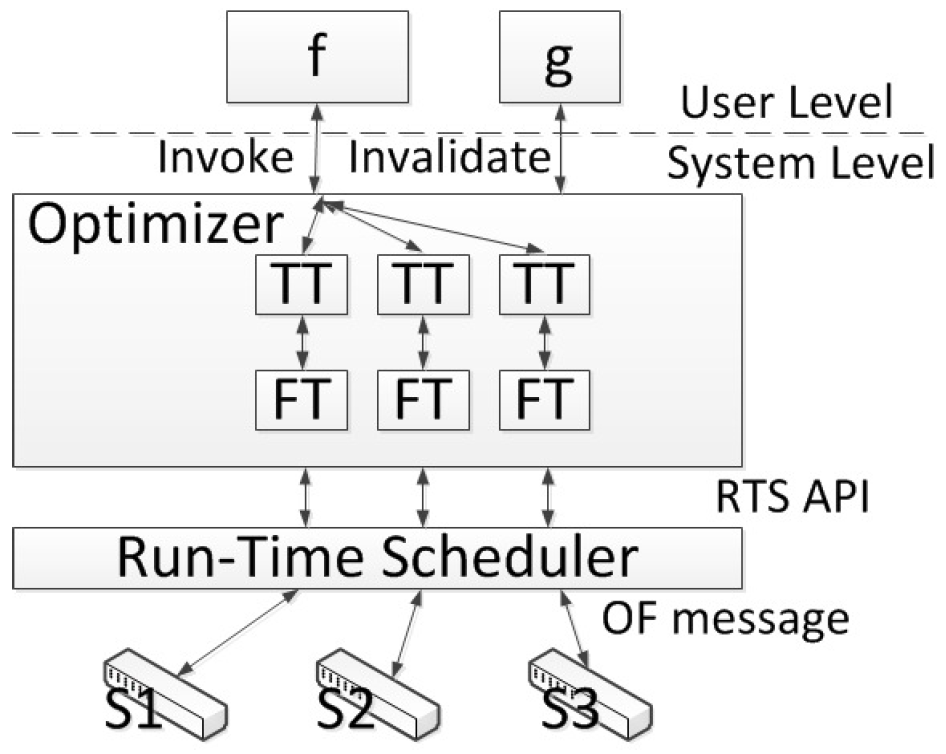 f
g
User Level
Invoke Invalidate System Level
Optimizer
TT TT TT
FT FT FT
RTS API
Run-Time Scheduler
OF message
S1 S2 S3